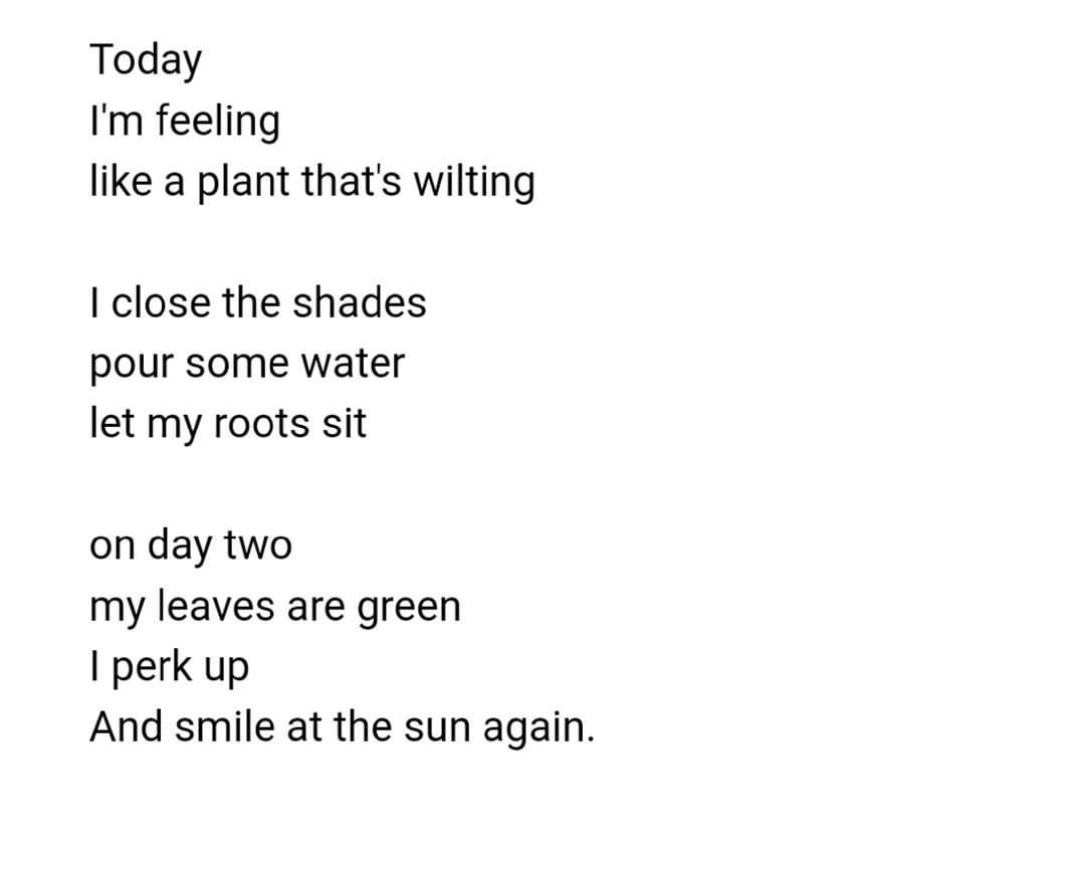 Today
I'm feeling
like a plant that's wilting
I close the shades
pour some water
let my roots sit
on day two
my leaves are green
I perk up
And smile at the sun again.